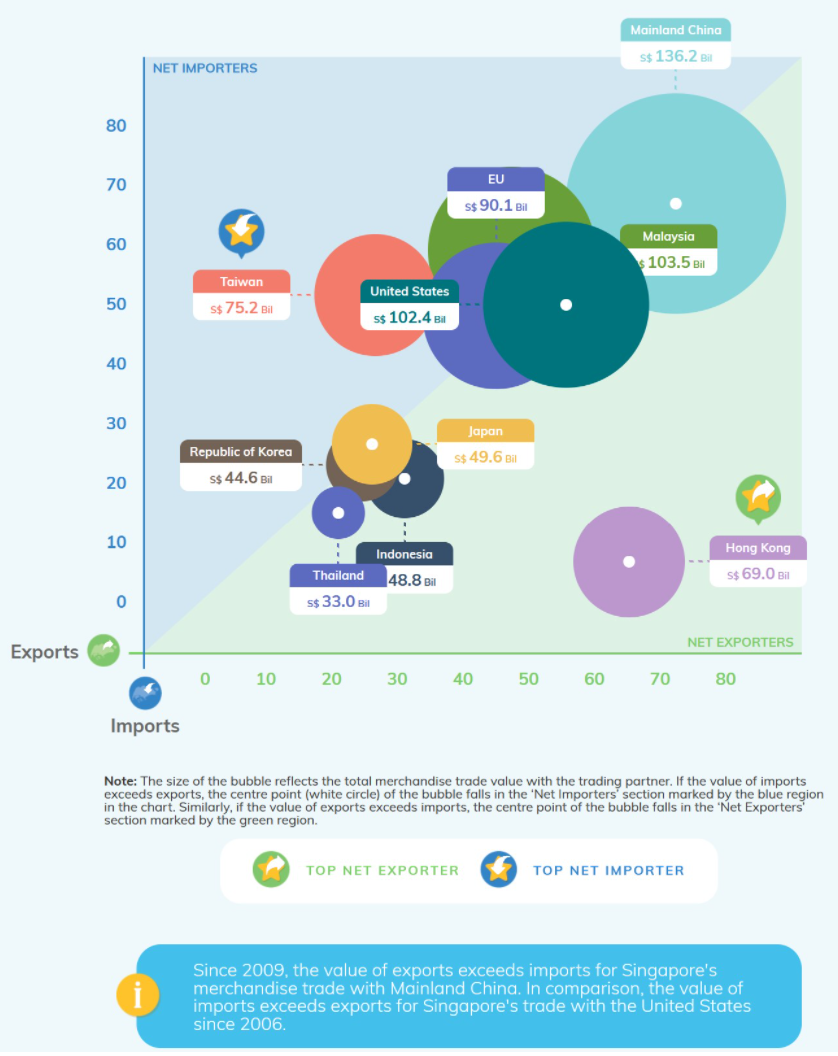 Mainland China
S$ 136.2 Bil
NET IMPORTERS
80
70
60
50
40
30
20
10
0
EU
S$ 90.1 Bil
Malaysia
$ 103.5 Bil
Taiwan
S$ 75.2 Bil
United States
S$ 102.4 Bil
Japan
S$ 49.6 Bil
Republic of Korea
S$ 44.6 Bil
Indonesia
48.8 Bil
Thailand
S$ 33.0 Bil
Hong Kong
S$ 69.0 Bil
NET EXPORTERS
Exports
0 10 20 30 40 50 60 70 80
Imports
Note: The size of the bubble reflects the total merchandise trade value with the trading partner. If the value of imports
exceeds exports, the centre point (white circle) of the bubble falls in the 'Net Importers' section marked by the blue region
in the chart. Similarly, if the value of exports exceeds imports, the centre point of the bubble falls in the 'Net Exporters'
section marked by the green region.
TOP NET EXPORTER
TOP NET IMPORTER
i
Since 2009, the value of exports exceeds imports for Singapore's
merchandise trade with Mainland China. In comparison, the value of
imports exceeds exports for Singapore's trade with the United States
since 2006.